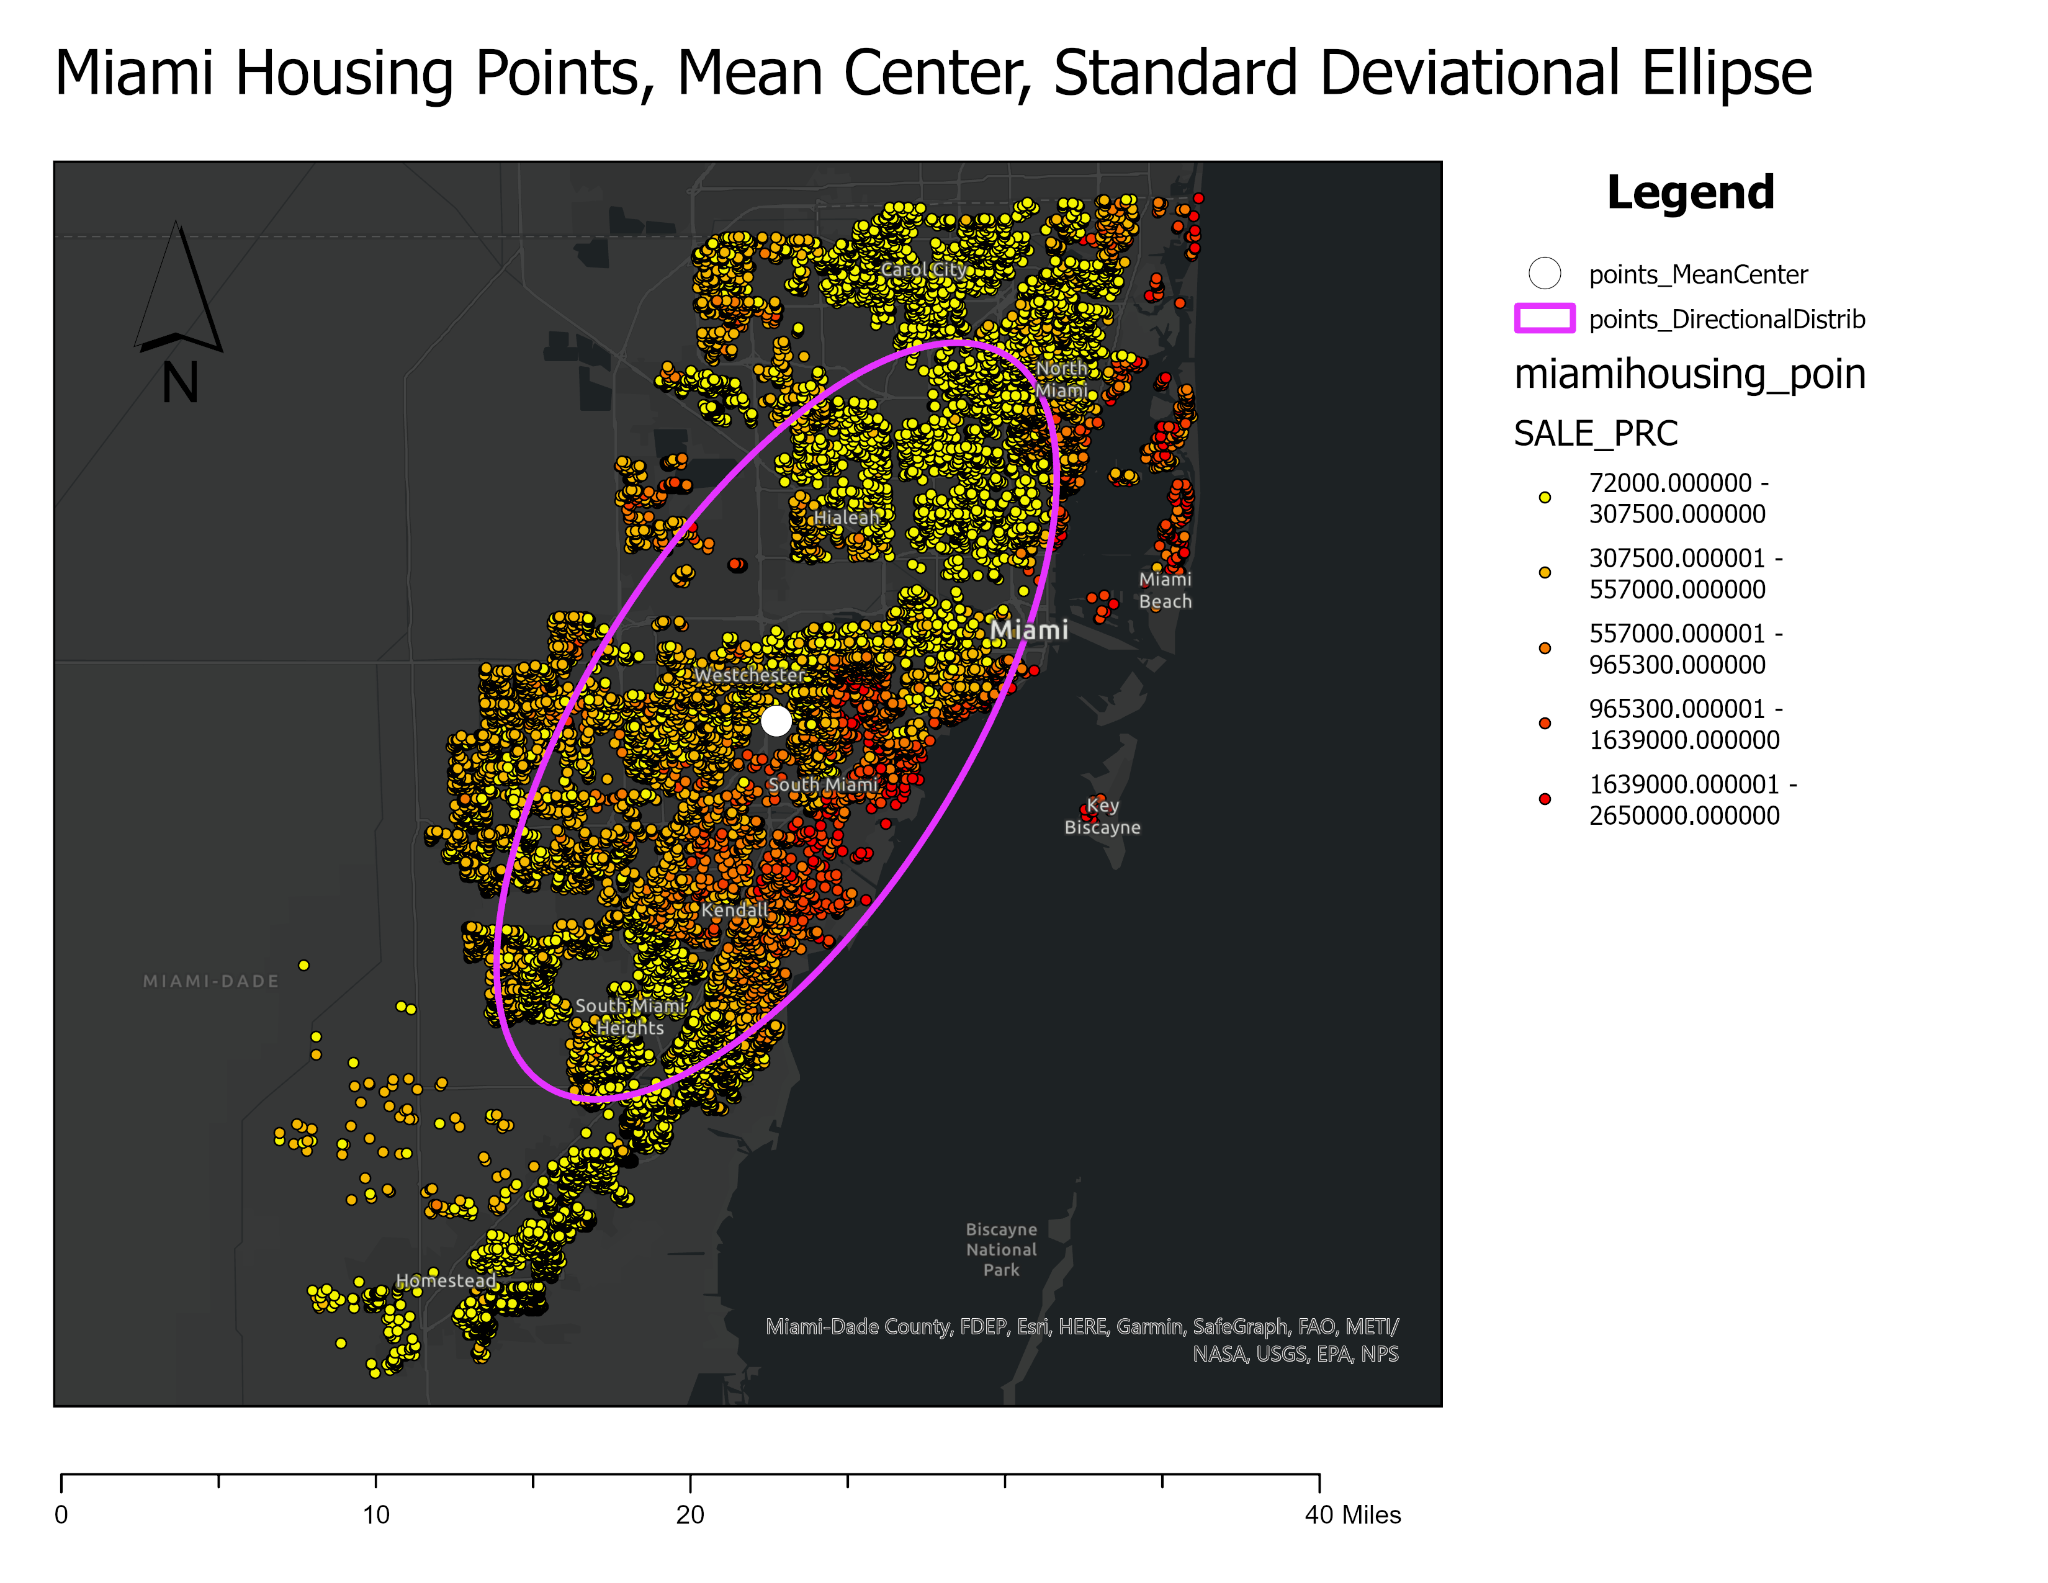 Miami Housing Points, Mean Center, Standard Deviational Ellipse
N
Carol City
North
Miami
Hialeah
Miami
Beach
Miami
Westchester
South Miami
Key
Biscayne
Kendall
MIAMI-DADE
South Miami
Heights
Biscayne
National
Park
Homestead
Miami-Dade County, FDEP, Esri, HERE, Garmin, SafeGraph, FAO, METI/
NASA, USGS, EPA, NPS
Legend
points_MeanCenter
points_DirectionalDistrib
miamihousing_poin
SALE_PRC
72000.000000 -
307500.000000
307500.000001 -
557000.000000
557000.000001 -
965300.000000
965300.000001 -
1639000.000000
1639000.000001 -
2650000.000000
0 10 20 40 Miles